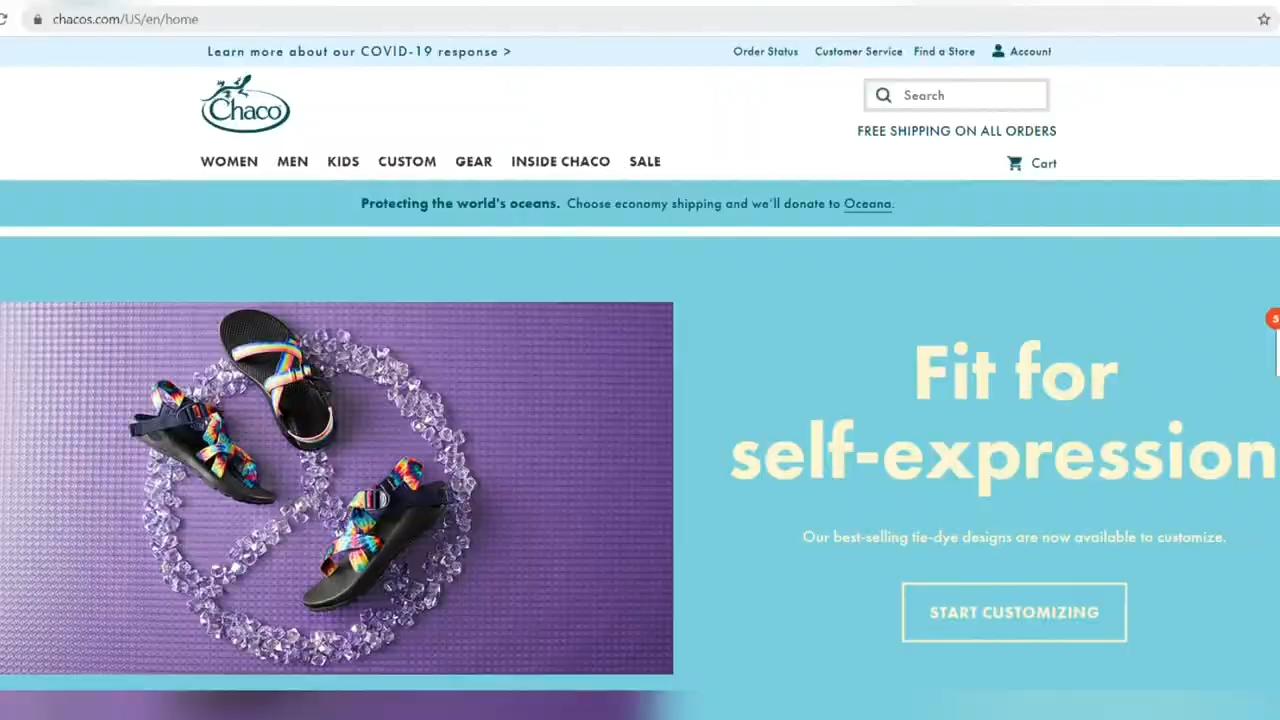 chacos.com/US/en/home
Learn more about our COVID-19 response >
Order Status Customer Service Find a Store Account
Chaco
Search
FREE SHIPPING ON ALL ORDERS
WOMEN MEN KIDS CUSTOM GEAR INSIDE CHACO SALE
Cart
Protecting the world's oceans. Choose economy shipping and we'll donate to Oceana.
Fit for
self-expression
Our best-selling tie-dye designs are now available to customize.
START CUSTOMIZING